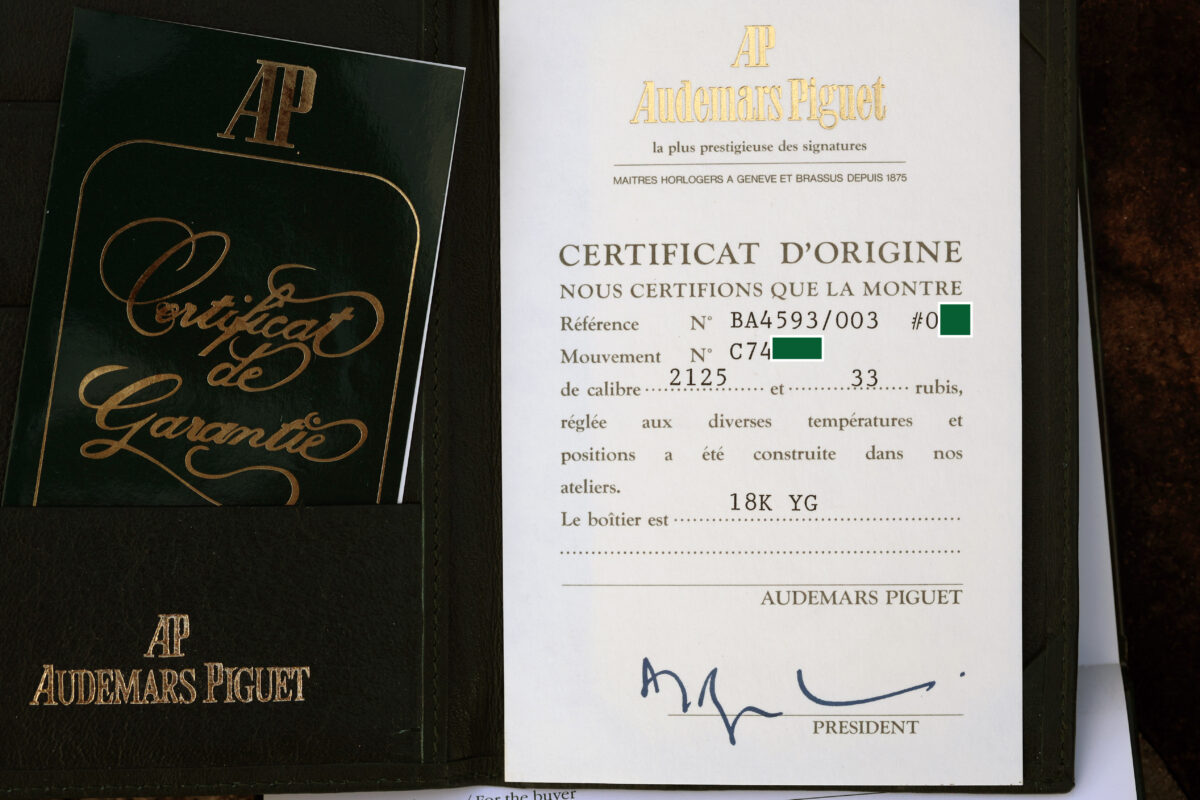 AP
Certificat
de
Garantie
AP
AUDEMARS PIGUET
AP
Audemars Piguet
la plus prestigieuse des signatures
MAITRES HORLOGERS A GENEVE ET BRASSUS DEPUIS 1875
CERTIFICAT D'ORIGINE
NOUS CERTIFIONS QUE LA MONTRE
Référence N° BA4593/003 #0
Mouvement N° C74
de calibre 2125 et 33 rubis,
réglée aux diverses températures et
positions a été construite dans nos
ateliers.
Le boîtier est 18K YG
AUDEMARS PIGUET
PRESIDENT
/ For the buyer